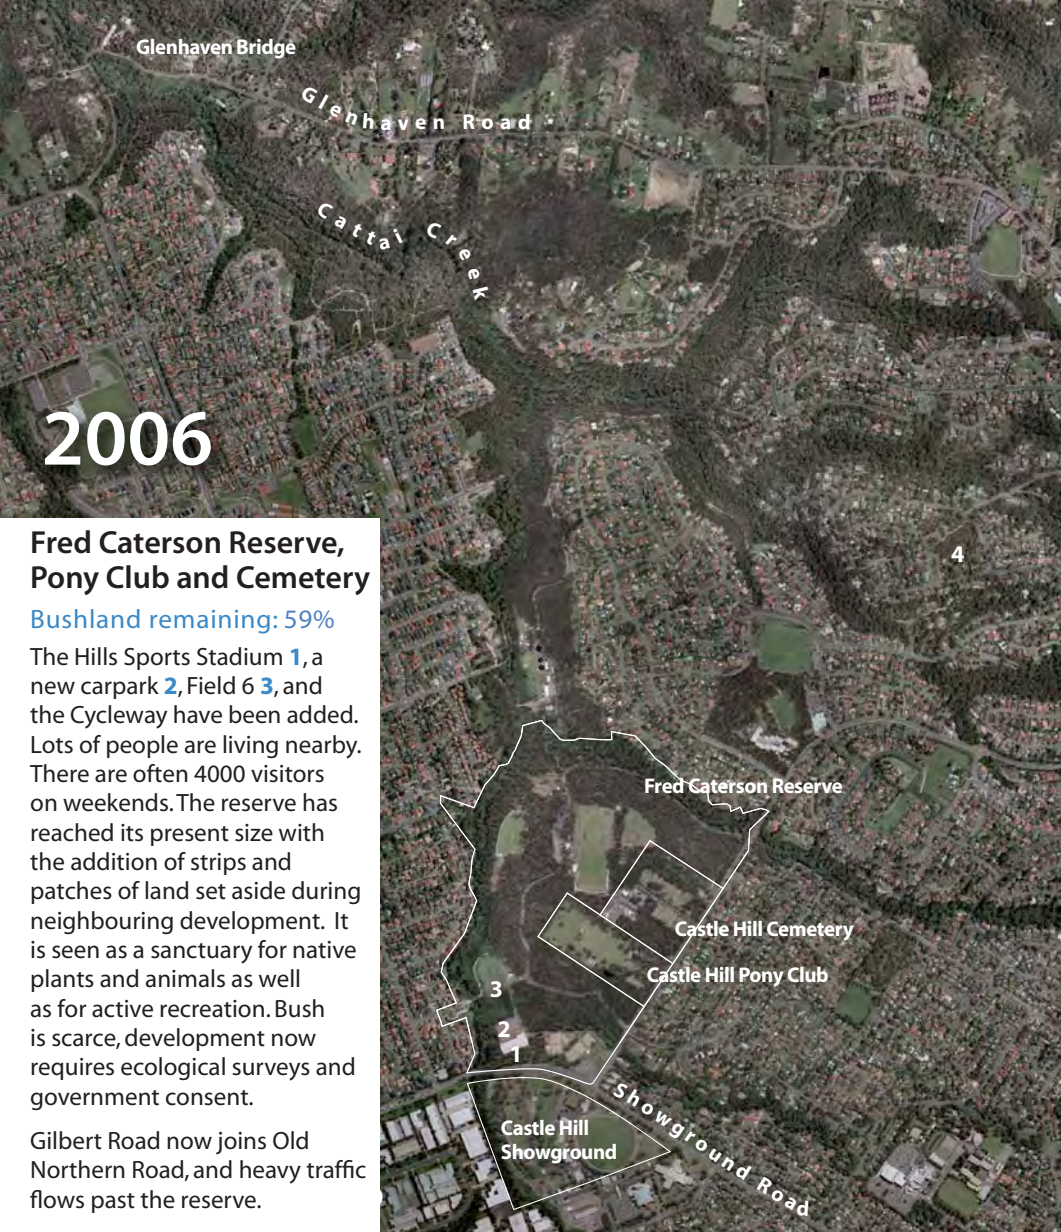 Glenhaven Bridge
Glenhaven Road
Cattai Creek
2006
Fred Caterson Reserve,
Pony Club and Cemetery
Bushland remaining: 59%
The Hills Sports Stadium 1, a
new carpark 2, Field 6 3, and
the Cycleway have been added.
Lots of people are living nearby.
There are often 4000 visitors
on weekends. The reserve has
reached its present size with
the addition of strips and
patches of land set aside during
neighbouring development. It
is seen as a sanctuary for native
plants and animals as well
as for active recreation. Bush
is scarce, development now
requires ecological surveys and
government consent.
Gilbert Road now joins Old
Northern Road, and heavy traffic
flows past the reserve.
4
Fred Caterson Reserve
Castle Hill Cemetery
Castle Hill Pony Club
3
2
1
Showground Road
Castle Hill
Showground